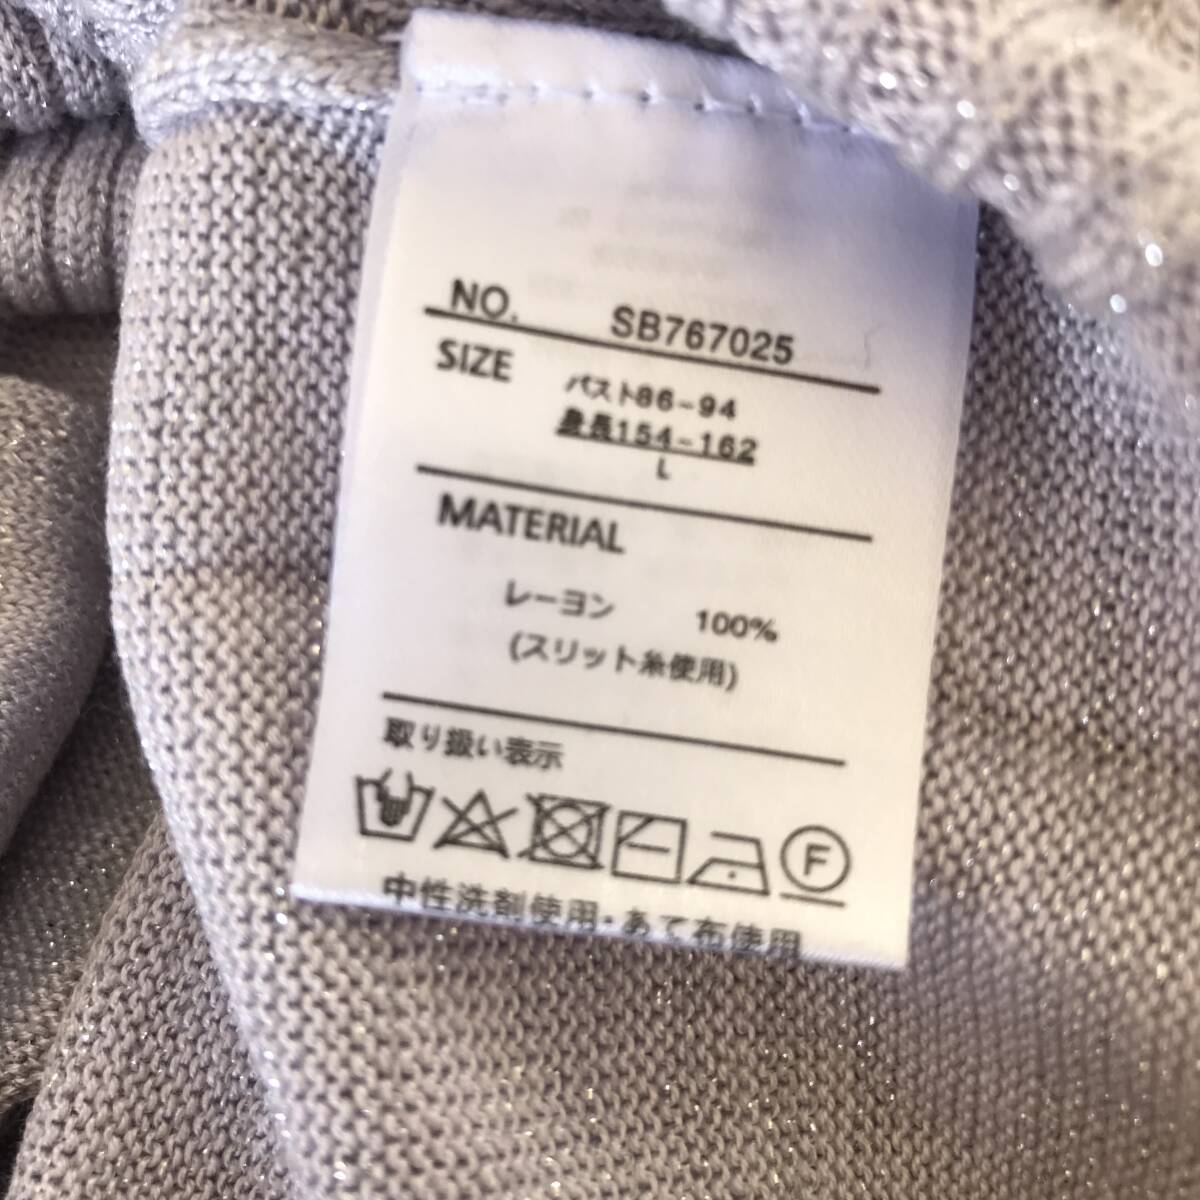 NO. SB767025
SIZE バスト86-94
身長154-162
L
MATERIAL
レーヨン 100%
(スリット糸使用)
取り扱い表示
F
中性洗剤使用・あて布使用